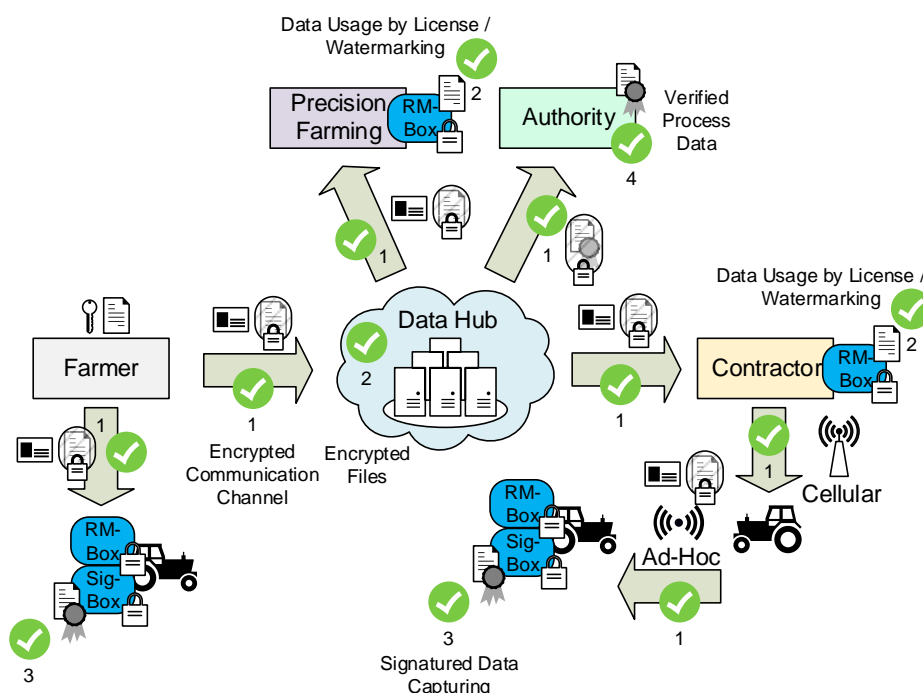 Data Usage by License /
Watermarking
2
Precision
Farming
RM-
Box
Authority
Verified
Process
Data
4
1
1
Data Usage by License /
Watermarking
2
Farmer
1
Encrypted
Communication
Channel
Data Hub
2
Encrypted
Files
1
Contractor
RM-
Box
1
Cellular
1
RM-
Box
Sig-
Box
3
RM-
Box
Sig-
Box
Ad-Hoc
1
3
Signatured Data
Capturing